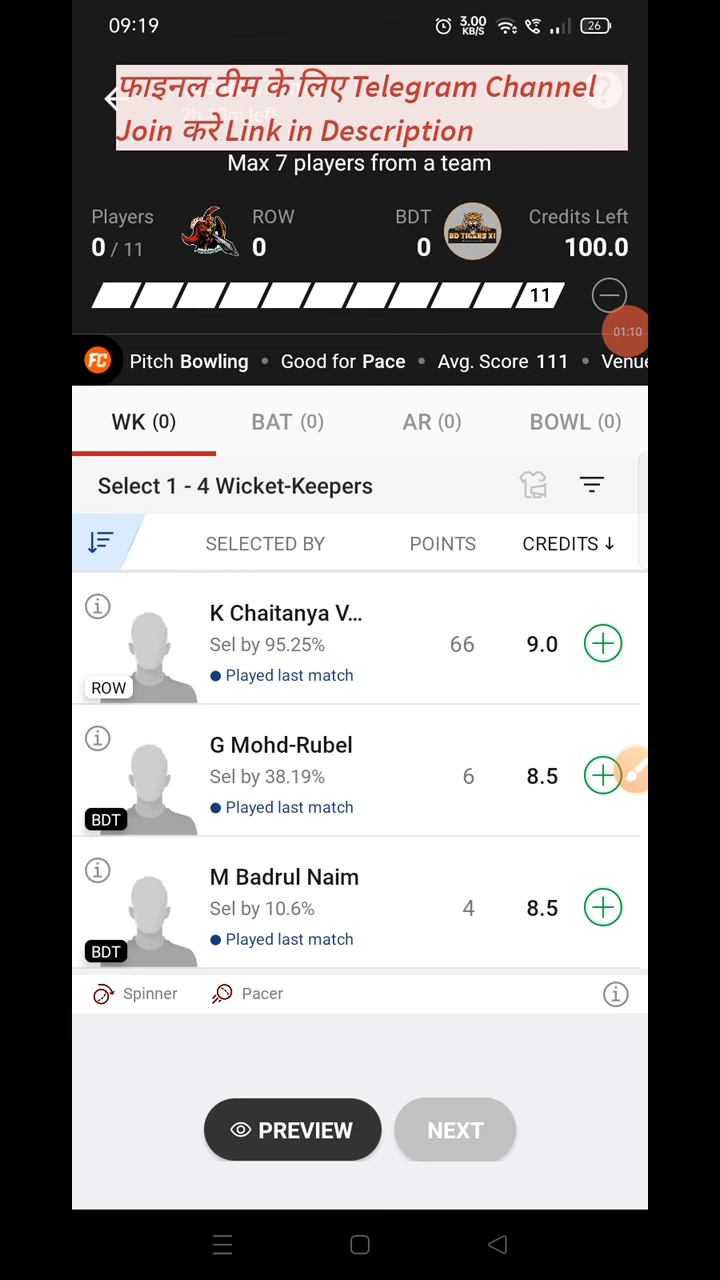 09:19
3.00
KB/S
26
फाइनल टीम के लिए Telegram Channel
Join करे Link in Description
Max 7 players from a team
Players ROW BDT Credits Left
0 / 11 0 0 100.0
BD TIGERS XI
11
01:10
FC Pitch Bowling • Good for Pace • Avg. Score 111 • Venue
WK (0) BAT (0) AR (0) BOWL (0)
Select 1 - 4 Wicket-Keepers
SELECTED BY POINTS CREDITS ↓
K Chaitanya V...
Sel by 95.25% 66 9.0
Played last match
ROW
G Mohd-Rubel
Sel by 38.19% 6 8.5
Played last match
BDT
M Badrul Naim
Sel by 10.6% 4 8.5
Played last match
BDT
Spinner Pacer
PREVIEW NEXT